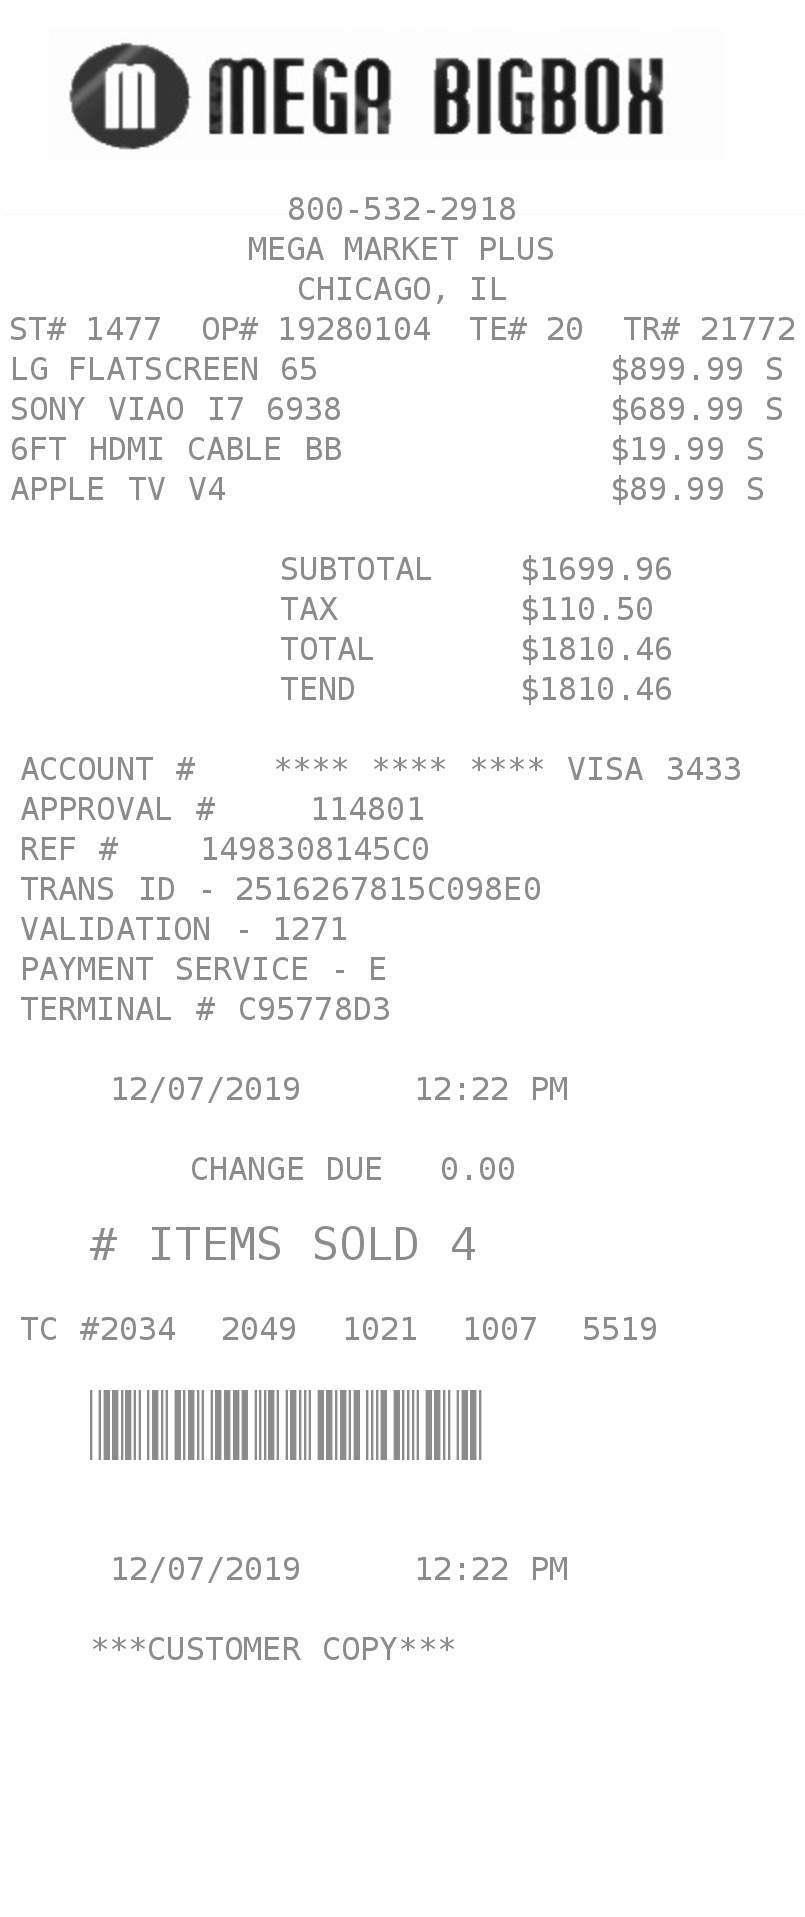 m MEGA BIGBOX
800-532-2918
MEGA MARKET PLUS
CHICAGO, IL
ST# 1477 OP# 19280104 TE# 20 TR# 21772
LG FLATSCREEN 65 $899.99 S
SONY VIAO I7 6938 $689.99 S
6FT HDMI CABLE BB $19.99 S
APPLE TV V4 $89.99 S
SUBTOTAL $1699.96
TAX $110.50
TOTAL $1810.46
TEND $1810.46
ACCOUNT # **** **** **** VISA 3433
APPROVAL # 114801
REF # 1498308145C0
TRANS ID - 2516267815C098E0
VALIDATION - 1271
PAYMENT SERVICE - E
TERMINAL # C95778D3
12/07/2019 12:22 PM
CHANGE DUE 0.00
# ITEMS SOLD 4
TC #2034 2049 1021 1007 5519
12/07/2019 12:22 PM
***CUSTOMER COPY***